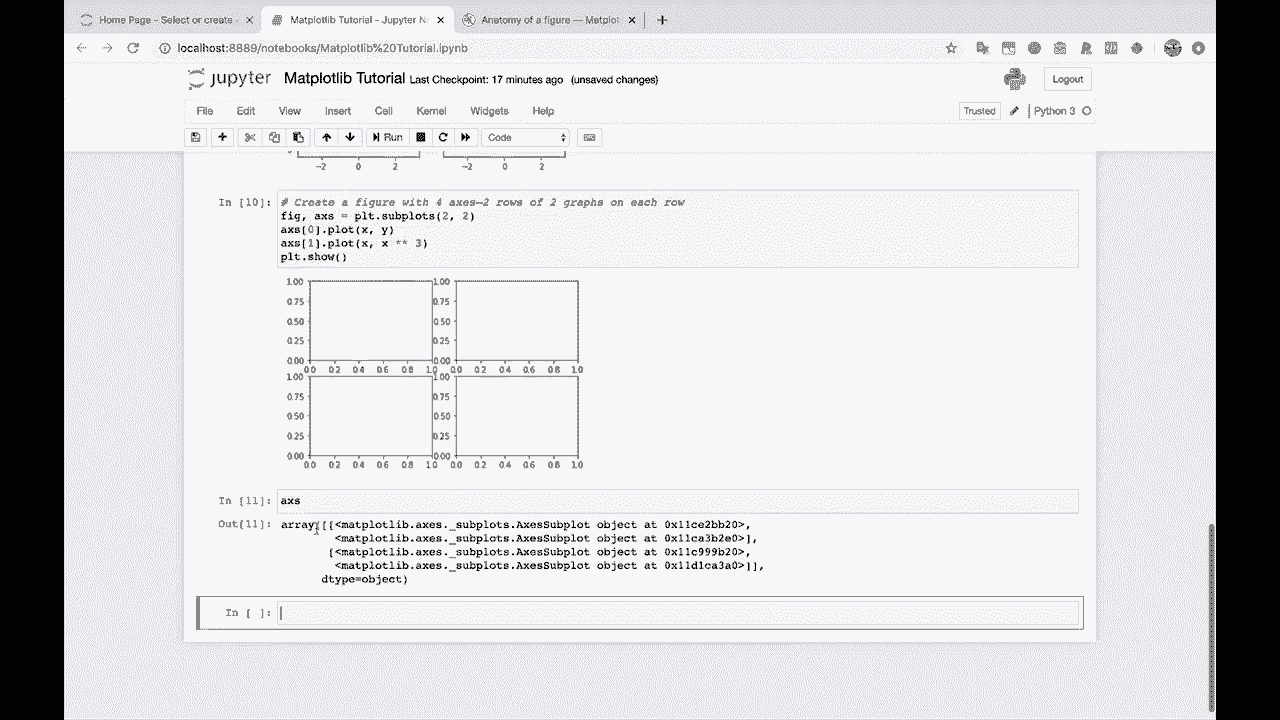 Home Page - Select or create
Matplotlib Tutorial - Jupyter N
Anatomy of a figure — Matplot
localhost:8889/notebooks/Matplotlib%20Tutorial.ipynb
jupyter Matplotlib Tutorial Last Checkpoint: 17 minutes ago (unsaved changes)
Logout
File Edit View Insert Cell Kernel Widgets Help
Trusted Python 3
Run Code
-2 0 2 -2 0 2
In [10]: # Create a figure with 4 axes—2 rows of 2 graphs on each row
fig, axs = plt.subplots(2, 2)
axs[0].plot(x, y)
axs[1].plot(x, x ** 3)
plt.show()
1.00 1.00
0.75 0.75
0.50 0.50
0.25 0.25
0.00 0.00
0.0 0.2 0.4 0.6 0.8 1.0 0.0 0.2 0.4 0.6 0.8 1.0
1.00 1.00
0.75 0.75
0.50 0.50
0.25 0.25
0.00 0.00
0.0 0.2 0.4 0.6 0.8 1.0 0.0 0.2 0.4 0.6 0.8 1.0
In [11]: axs
Out[11]: array([[<matplotlib.axes._subplots.AxesSubplot object at 0x11ce2bb20>,
<matplotlib.axes._subplots.AxesSubplot object at 0x11ca3b2e0>],
[<matplotlib.axes._subplots.AxesSubplot object at 0x11c999b20>,
<matplotlib.axes._subplots.AxesSubplot object at 0x11d1ca3a0>]],
dtype=object)
In [ ]: